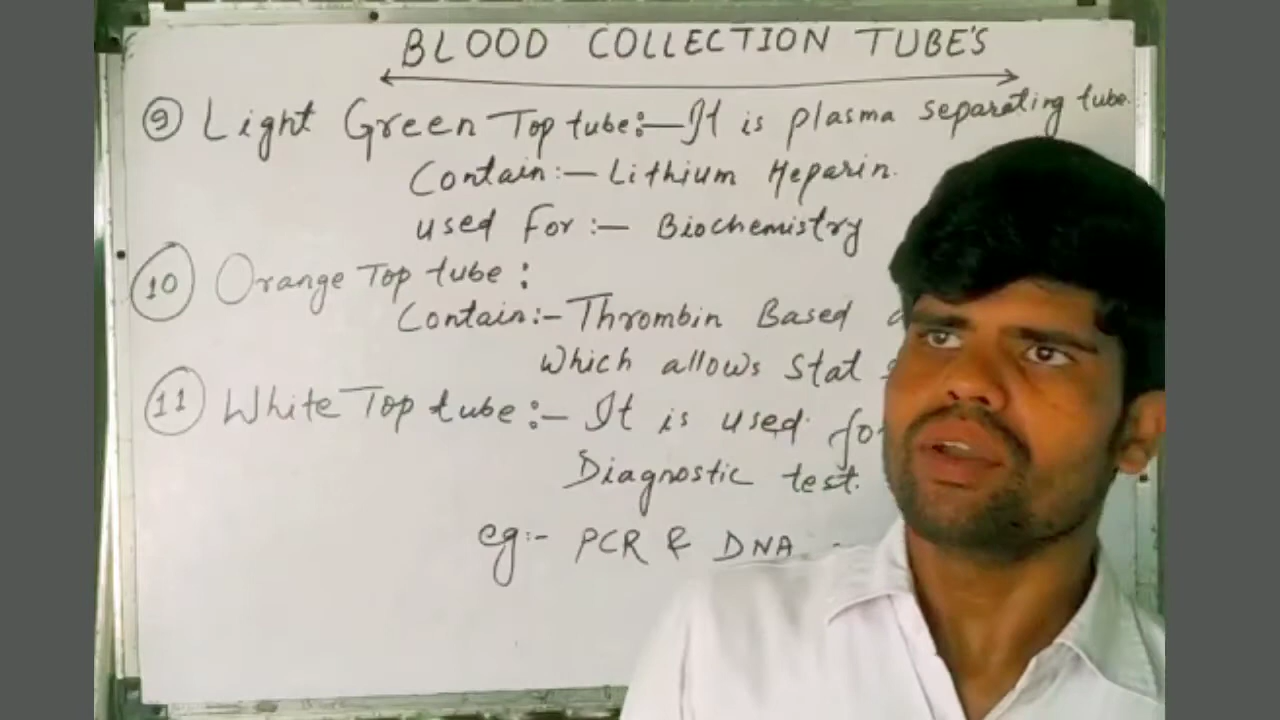 BLOOD COLLECTION TUBE'S
9 Light Green Top tube:— It is plasma separating tube.
Contain:— Lithium Heparin.
used For:— Biochemistry
10 Orange Top tube:
Contain:- Thrombin Based
Which allows Stat
11 White Top tube:- It is used
Diagnostic test.
eg:- PCR & DNA